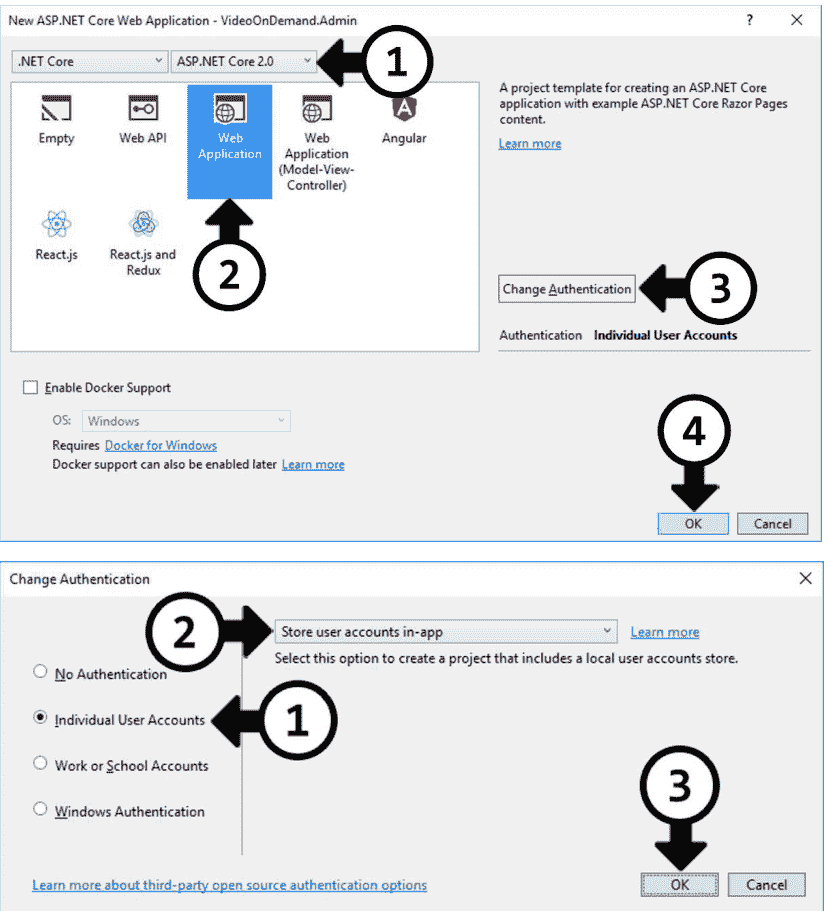 New ASP.NET Core Web Application - VideoOnDemand.Admin
?
.NET Core
ASP.NET Core 2.0
1
Empty
Web API
Web
Application
Web
Application
(Model-View-
Controller)
Angular
A project template for creating an ASP.NET Core
application with example ASP.NET Core Razor Pages
content.
Learn more
React.js
React.js and
Redux
2
Change Authentication
3
Authentication Individual User Accounts
Enable Docker Support
OS: Windows
Requires Docker for Windows
Docker support can also be enabled later Learn more
4
OK
Cancel
Change Authentication
2
Store user accounts in-app
Learn more
Select this option to create a project that includes a local user accounts store.
No Authentication
Individual User Accounts
1
Work or School Accounts
Windows Authentication
3
Learn more about third-party open source authentication options
OK
Cancel